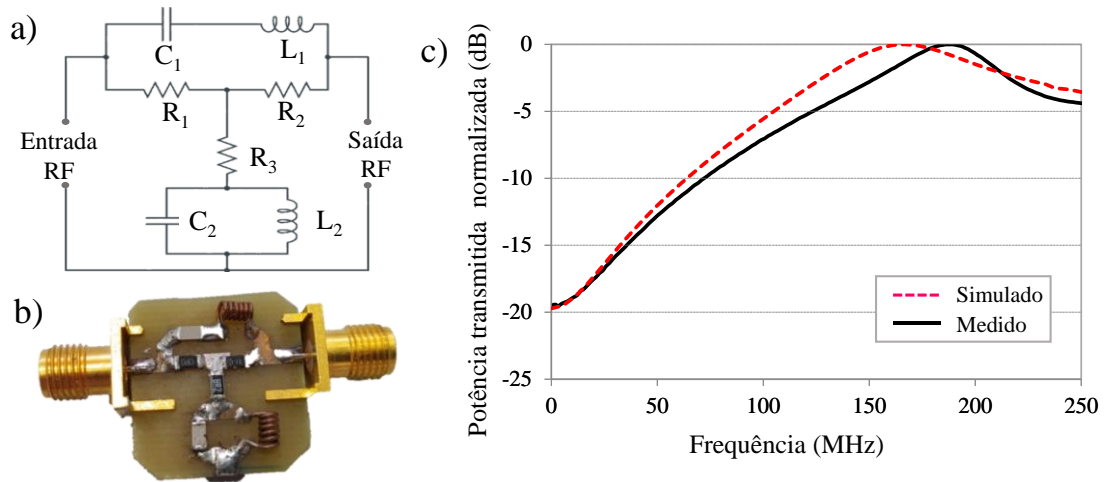 a)
C1
L1
R1
R2
Entrada
RF
Saída
RF
R3
C2
L2
b)
c)
Potência transmitida normalizada (dB)
0
-5
-10
-15
-20
-25
0 50 100 150 200 250
Frequência (MHz)
Simulado
Medido